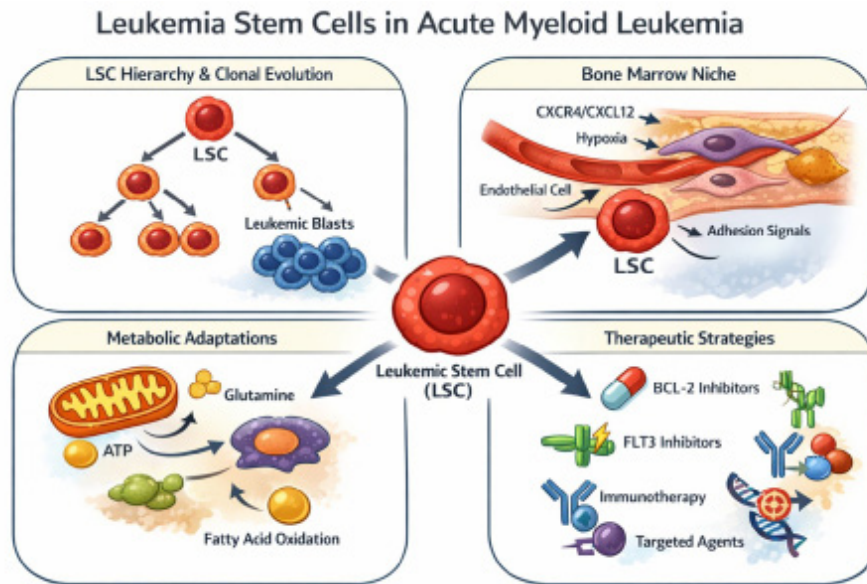 Leukemia Stem Cells in Acute Myeloid Leukemia
LSC Hierarchy & Clonal Evolution
LSC
Leukemic Blasts
Bone Marrow Niche
CXCR4/CXCL12
Hypoxia
Endothelial Cell
LSC
Adhesion Signals
Leukemic Stem Cell
(LSC)
Metabolic Adaptations
Glutamine
ATP
Fatty Acid Oxidation
Therapeutic Strategies
BCL-2 Inhibitors
FLT3 Inhibitors
Immunotherapy
Targeted Agents